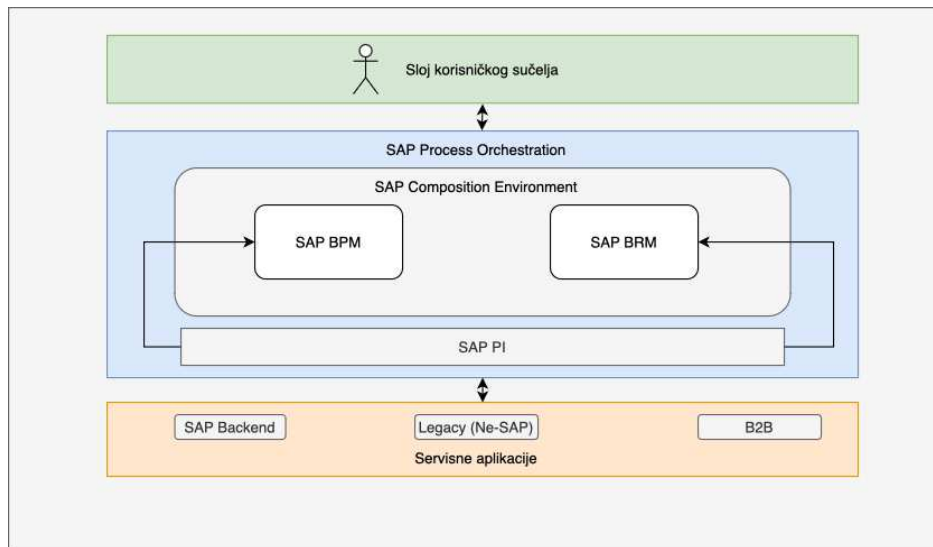 Sloj korisničkog sučelja
SAP Process Orchestration
SAP Composition Environment
SAP BPM
SAP BRM
SAP PI
SAP Backend
Legacy (Ne-SAP)
B2B
Servisne aplikacije